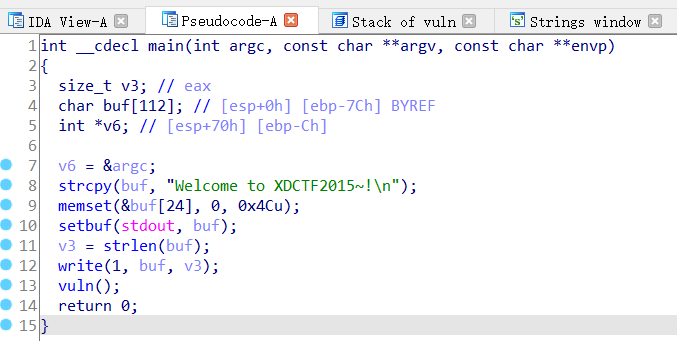 IDA View-A Pseudocode-A Stack of vuln Strings window
1 int __cdecl main(int argc, const char **argv, const char **envp)
2 {
3 size_t v3; // eax
4 char buf[112]; // [esp+0h] [ebp-7Ch] BYREF
5 int *v6; // [esp+70h] [ebp-Ch]
6
7 v6 = &argc;
8 strcpy(buf, "Welcome to XDCTF2015~!\n");
9 memset(&buf[24], 0, 0x4Cu);
10 setbuf(stdout, buf);
11 v3 = strlen(buf);
12 write(1, buf, v3);
13 vuln();
14 return 0;
15 }